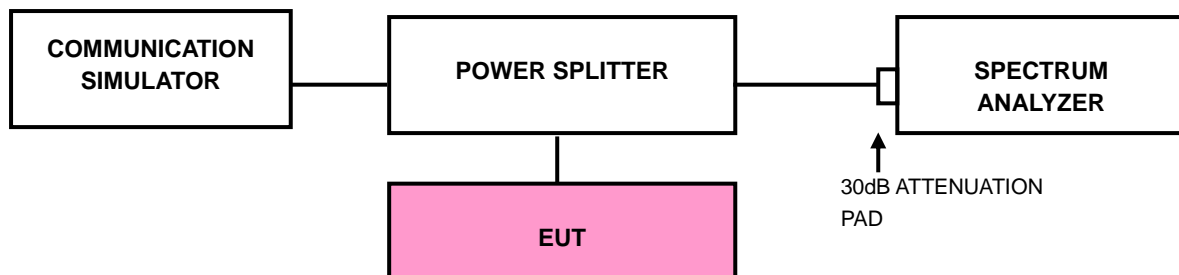 COMMUNICATION
SIMULATOR
POWER SPLITTER
SPECTRUM
ANALYZER
30dB ATTENUATION
PAD
EUT